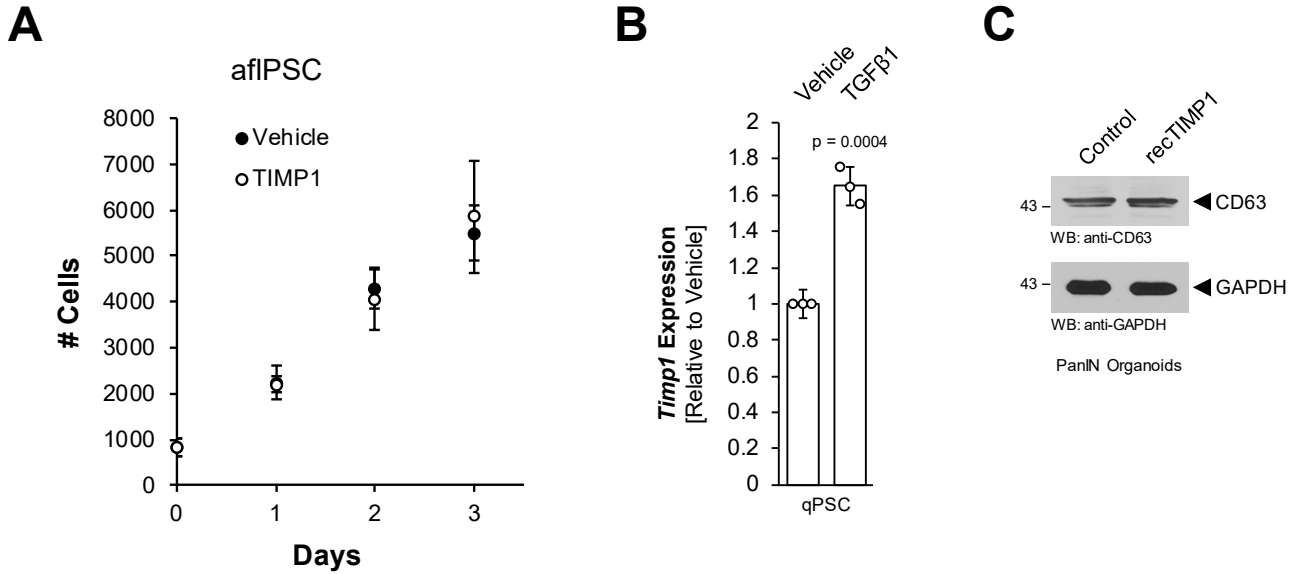 A
aflPSC
Vehicle
TIMP1
8000
7000
6000
5000
4000
3000
2000
1000
0
# Cells
0 1 2 3
Days
B
Vehicle
TGFβ1
p = 0.0004
2
1.8
1.6
1.4
1.2
1
0.8
0.6
0.4
0.2
0
Timp1 Expression
[Relative to Vehicle]
qPSC
C
Control
recTIMP1
43
CD63
WB: anti-CD63
43
GAPDH
WB: anti-GAPDH
PanIN Organoids